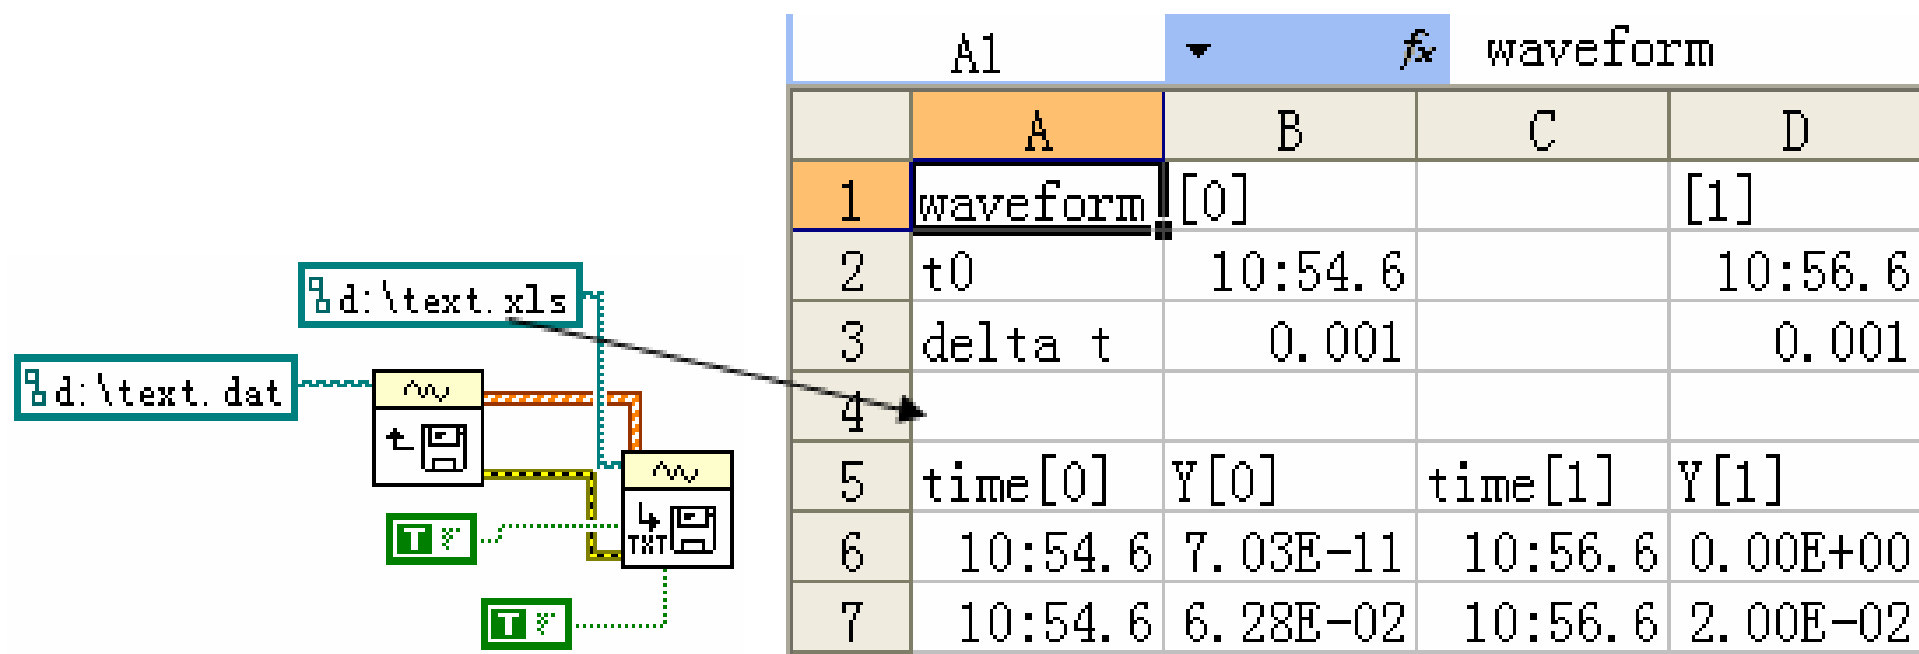 A1 fx waveform
A B C D
1 waveform [0] [1]
2 t0 10:54.6 10:56.6
3 delta t 0.001 0.001
4
5 time[0] Y[0] time[1] Y[1]
6 10:54.6 7.03E-11 10:56.6 0.00E+00
7 10:54.6 6.28E-02 10:56.6 2.00E-02
d:\text.xls
d:\text.dat
TXT
T F
T F